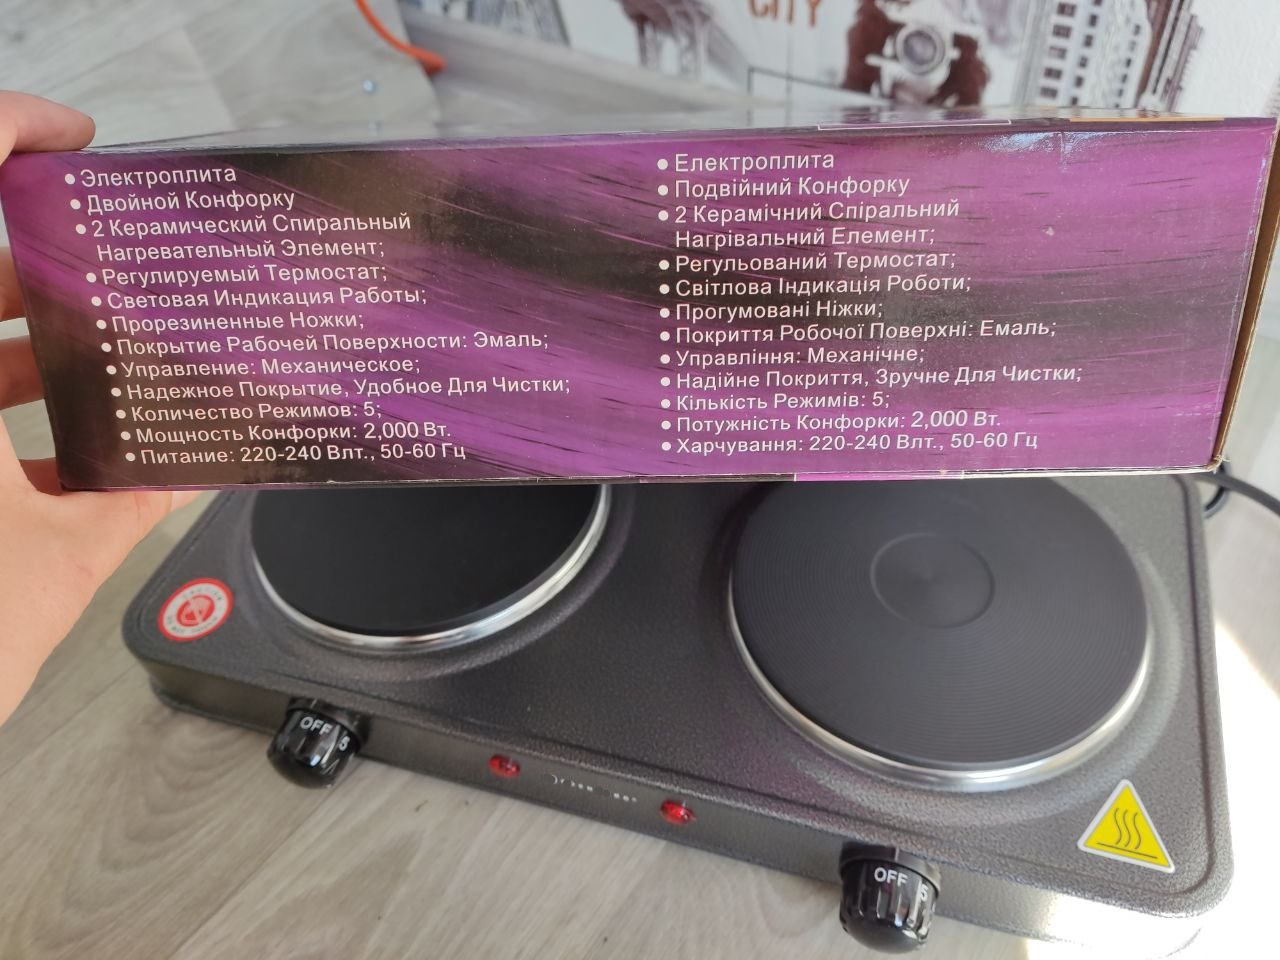 CITY
• Электроплита
• Двойной Конфорку
• 2 Керамический Спиральный
Нагревательный Элемент;
• Регулируемый Термостат;
• Световая Индикация Работы;
• Прорезиненные Ножки;
• Покрытие Рабочей Поверхности: Эмаль;
• Управление: Механическое;
• Надежное Покрытие, Удобное Для Чистки;
• Количество Режимов: 5;
• Мощность Конфорки: 2,000 Вт.
• Питание: 220-240 Влт., 50-60 Гц
• Електроплита
• Подвійний Конфорку
• 2 Керамічний Спіральний
Нагрівальний Елемент;
• Регульований Термостат;
• Світлова Індикація Роботи;
• Прогумовані Ніжки;
• Покриття Робочої Поверхні: Емаль;
• Управління: Механічне;
• Надійне Покриття, Зручне Для Чистки;
• Кількість Режимів: 5;
• Потужність Конфорки: 2,000 Вт.
• Харчування: 220-240 Влт., 50-60 Гц
OFF 5
OFF 5